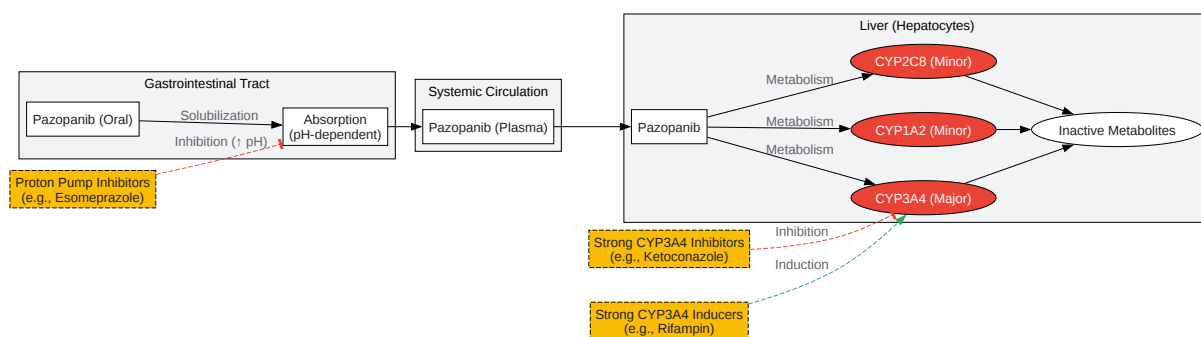 Liver (Hepatocytes)
CYP2C8 (Minor)
Metabolism
Gastrointestinal Tract
Systemic Circulation
Pazopanib (Oral)
Solubilization
Absorption
(pH-dependent)
Pazopanib (Plasma)
Pazopanib
Metabolism
CYP1A2 (Minor)
Inactive Metabolites
Inhibition (↑ pH)
Metabolism
Proton Pump Inhibitors
(e.g., Esomeprazole)
CYP3A4 (Major)
Inhibition
Strong CYP3A4 Inhibitors
(e.g., Ketoconazole)
Induction
Strong CYP3A4 Inducers
(e.g., Rifampin)